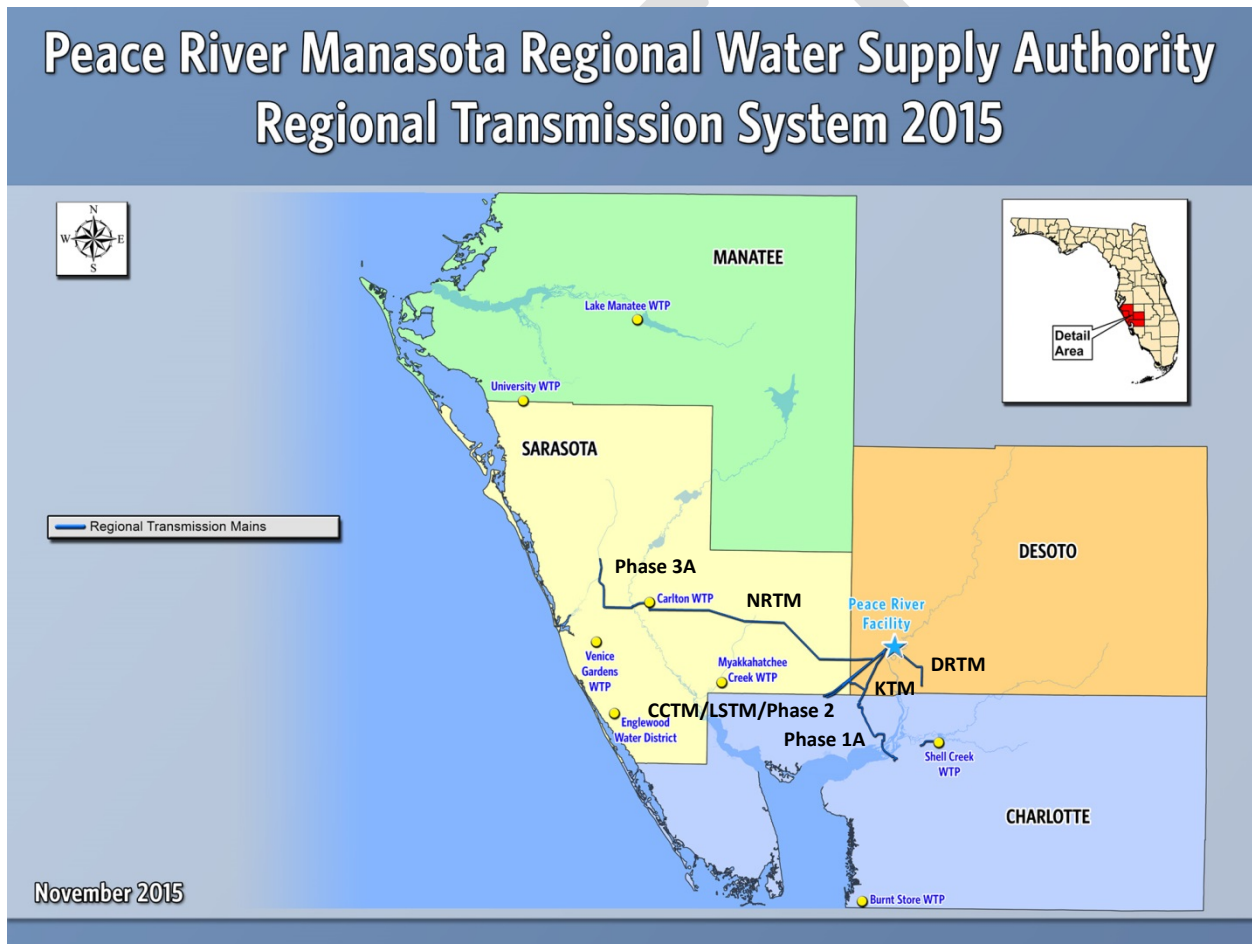 Peace River Manasota Regional Water Supply Authority
Regional Transmission System 2015
N
W
E
S
MANATEE
Lake Manatee WTP
Detail
Area
University WTP
SARASOTA
Regional Transmission Mains
DESOTO
Phase 3A
Carlton WTP
NRTM
Peace River
Facility
Venice
Gardens
WTP
Myakkahatchee
Creek WTP
DRTM
KTM
CCTM/LSTM/Phase 2
Englewood
Water District
Phase 1A
Shell Creek
WTP
CHARLOTTE
November 2015
Burnt Store WTP